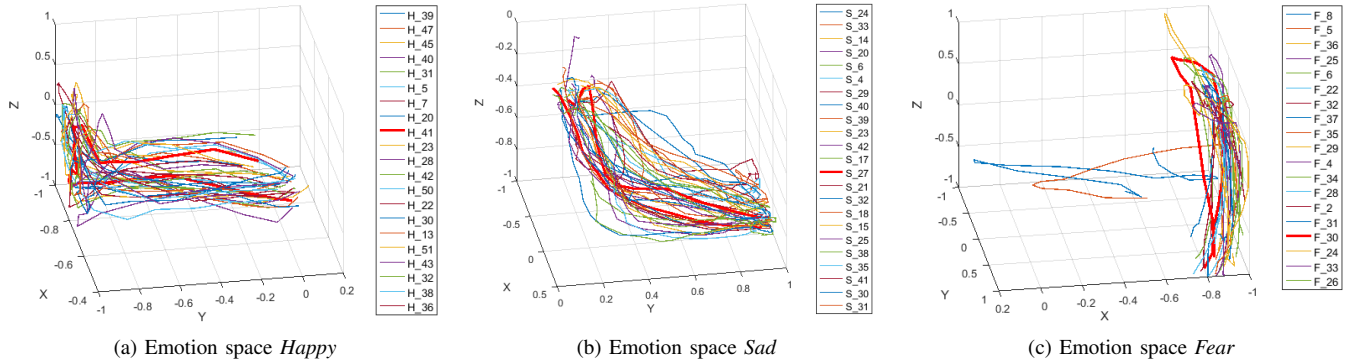 1
0.5
0
-0.5
-1
Z
-1
-0.8
-0.6
-0.4
X
-1 -0.8 -0.6 -0.4 -0.2 0 0.2
Y
H_39
H_47
H_45
H_40
H_31
H_5
H_7
H_20
H_41
H_23
H_28
H_42
H_50
H_22
H_30
H_13
H_51
H_43
H_32
H_38
H_36
(a) Emotion space Happy
0
-0.2
-0.4
-0.6
-0.8
-1
Z
-1
-0.5
0
0.5
X
0 0.2 0.4 0.6 0.8 1
Y
S_24
S_33
S_14
S_20
S_6
S_4
S_29
S_40
S_39
S_23
S_42
S_17
S_27
S_21
S_32
S_18
S_15
S_25
S_38
S_35
S_41
S_30
S_31
(b) Emotion space Sad
1
0.5
0
-0.5
-1
Z
-1
-0.5
0
0.5
1
Y
0.2 0 -0.2 -0.4 -0.6 -0.8 -1
X
F_8
F_5
F_36
F_25
F_6
F_22
F_32
F_37
F_35
F_29
F_4
F_34
F_28
F_2
F_31
F_30
F_24
F_33
F_26
(c) Emotion space Fear